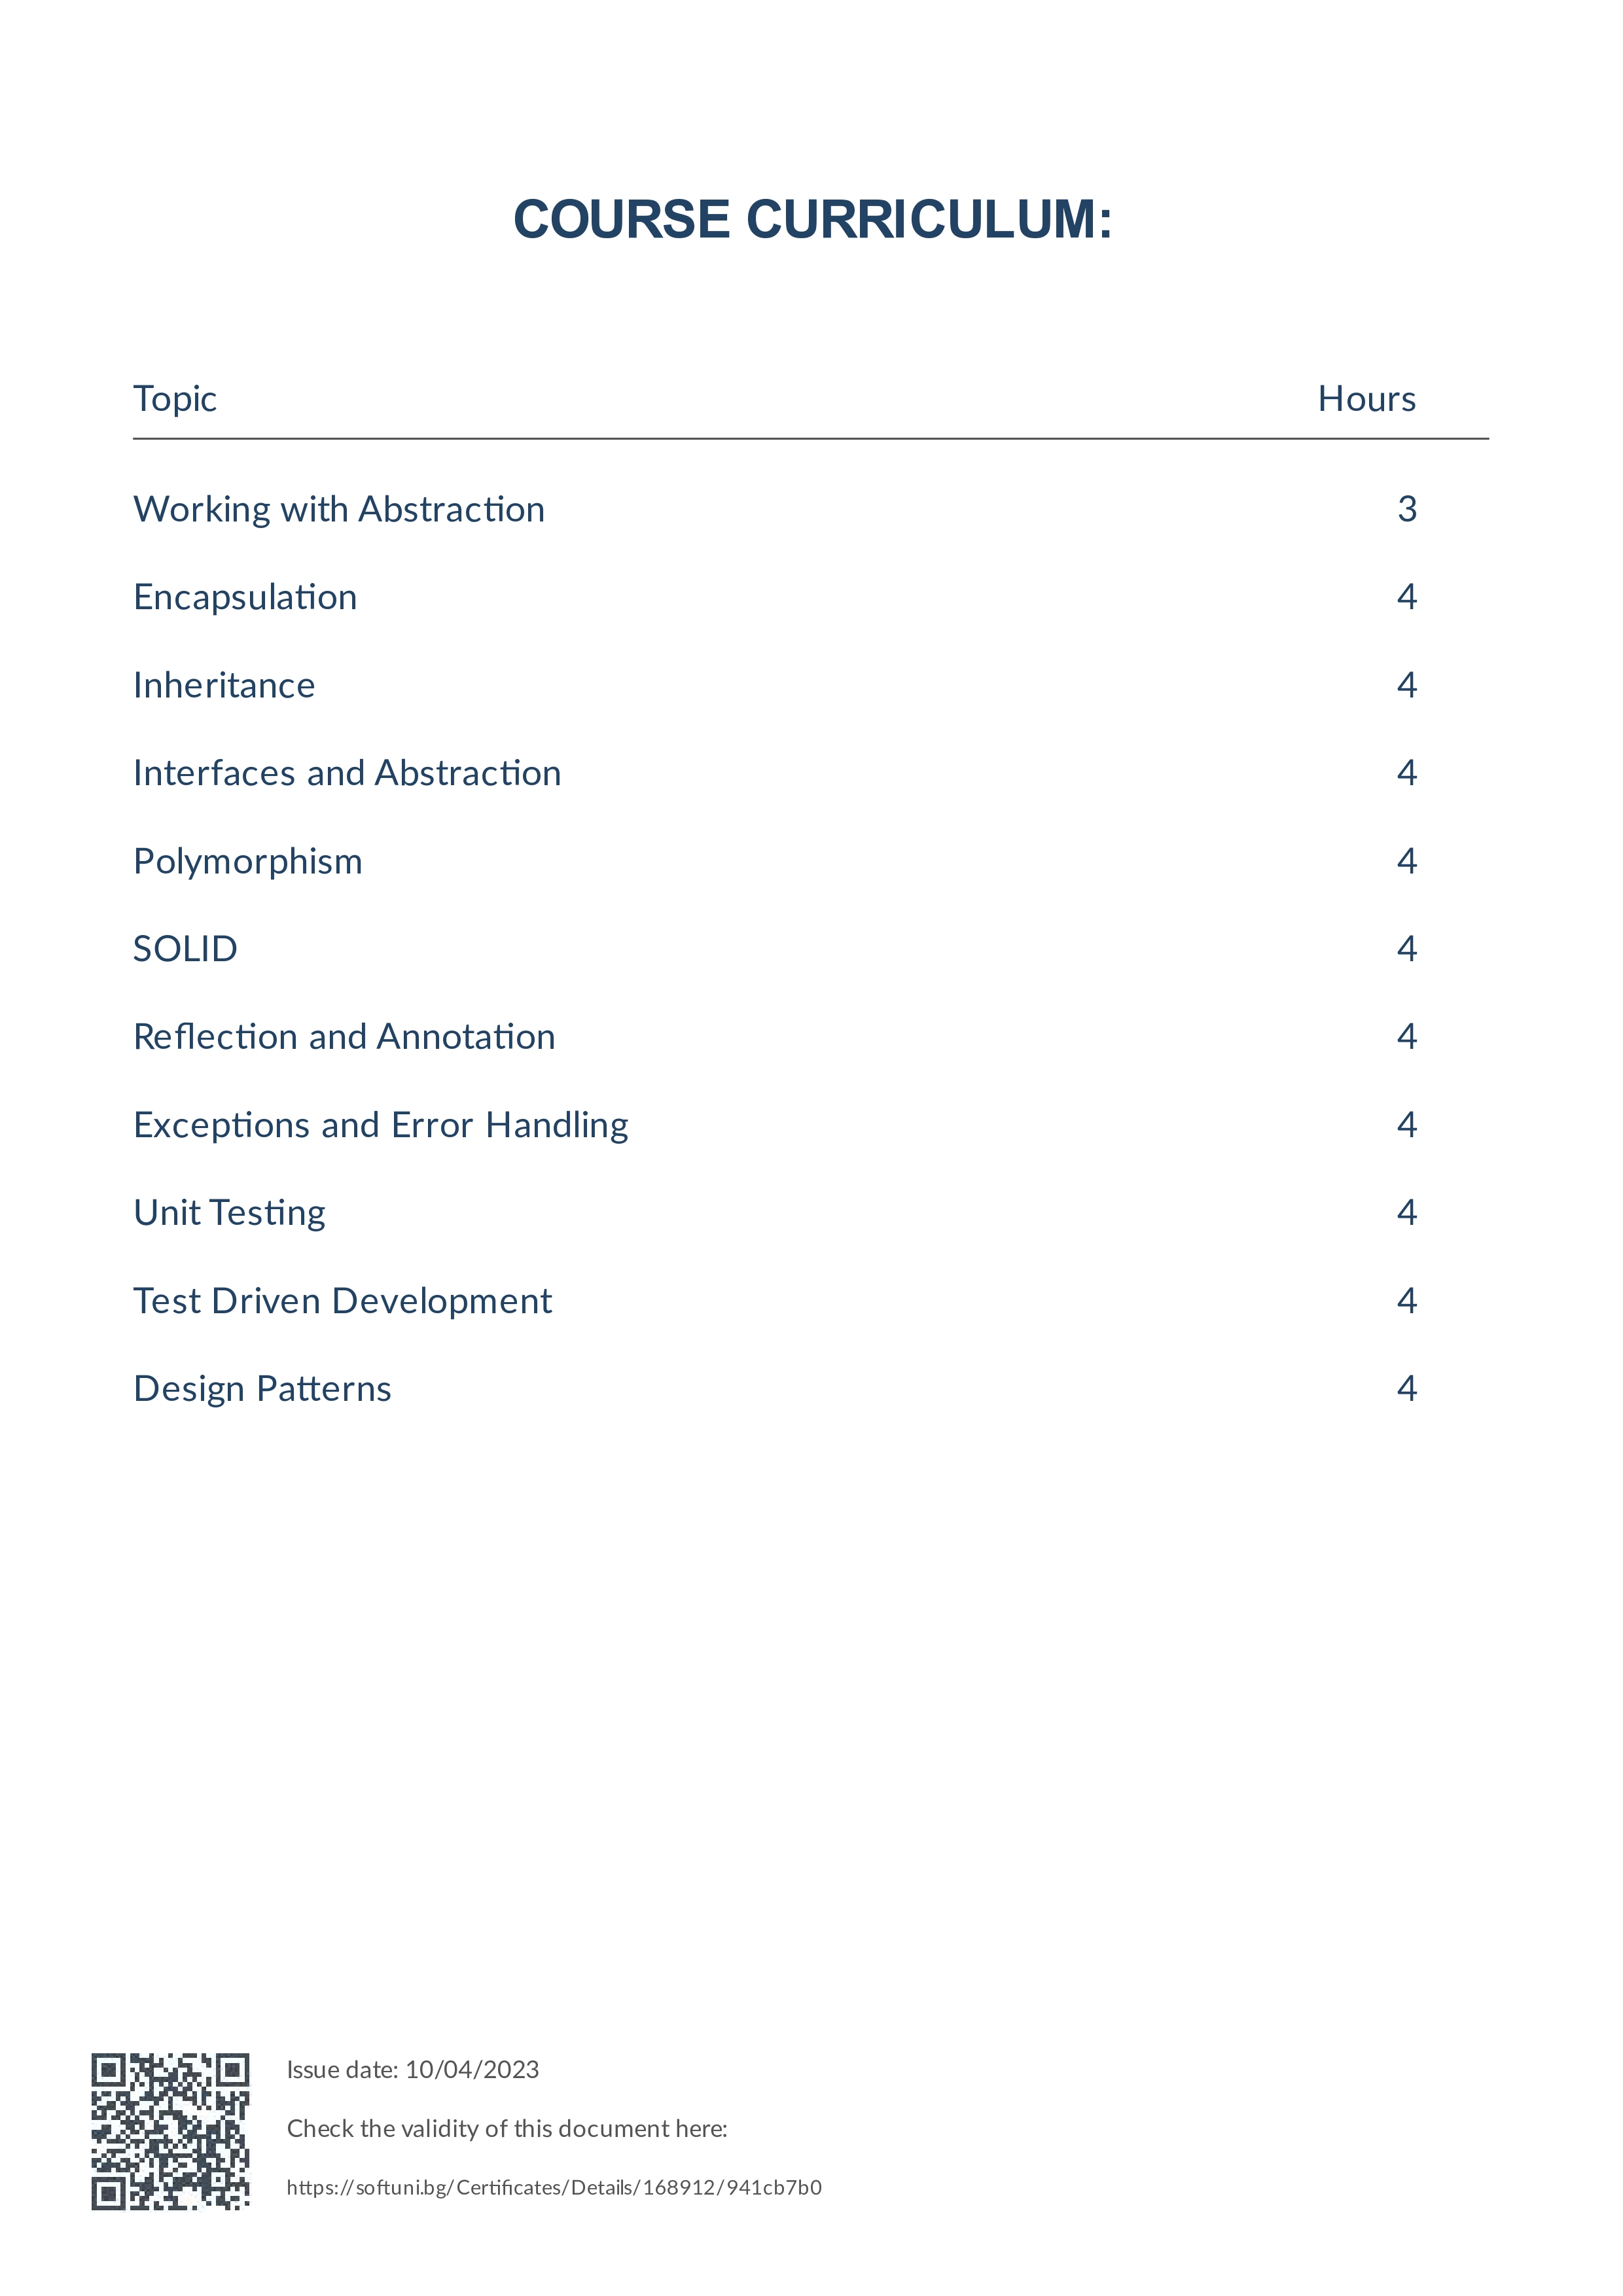 COURSE CURRICULUM:
Topic Hours
Working with Abstraction 3
Encapsulation 4
Inheritance 4
Interfaces and Abstraction 4
Polymorphism 4
SOLID 4
Reflection and Annotation 4
Exceptions and Error Handling 4
Unit Testing 4
Test Driven Development 4
Design Patterns 4
Issue date: 10/04/2023
Check the validity of this document here:
https://softuni.bg/Certificates/Details/168912/941cb7b0